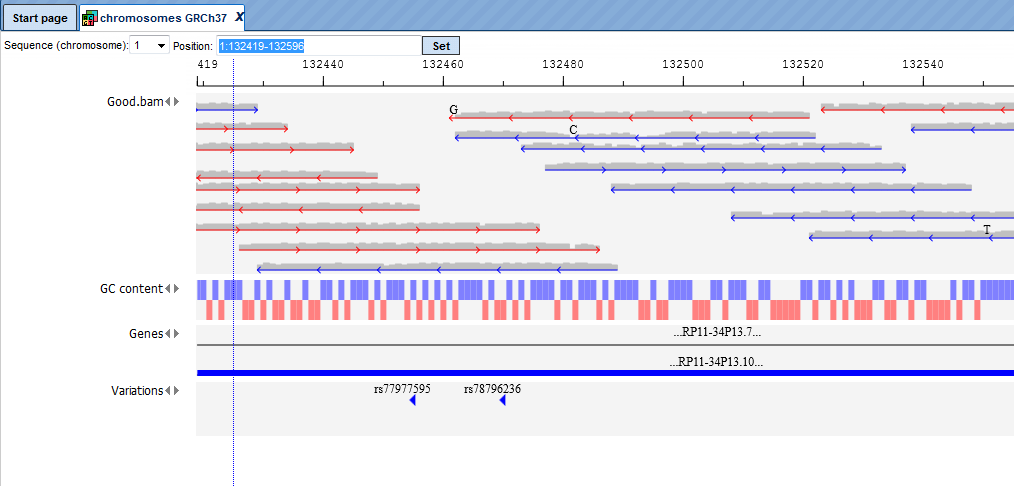 Start page
chromosomes GRCh37 X
Sequence (chromosome): 1 Position: 1:132419-132596 Set
419 132440 132460 132480 132500 132520 132540
Good.bam
G
C
T
GC content
Genes
...RP11-34P13.7...
...RP11-34P13.10...
Variations
rs77977595 rs78796236